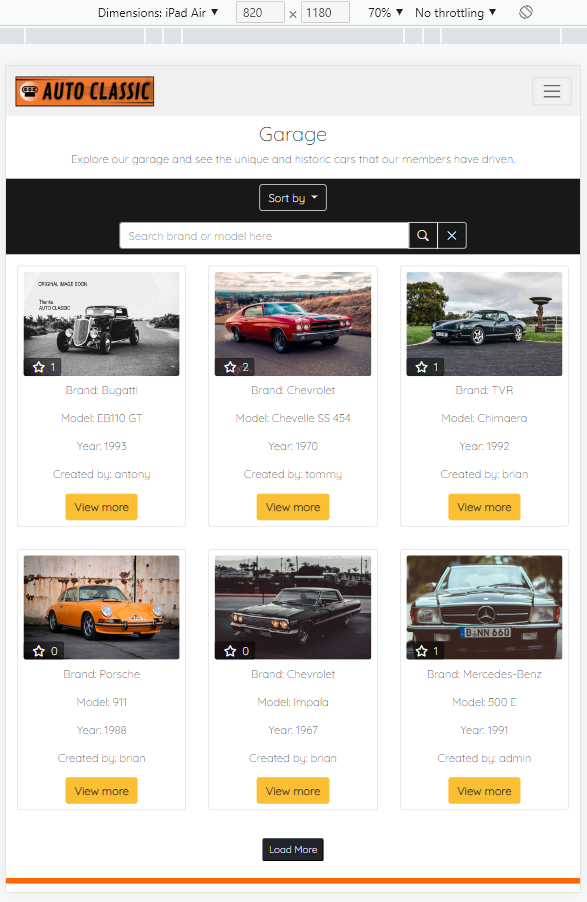 Dimensions: iPad Air ▼ 820 × 1180 70% ▼ No throttling ▼
AUTO CLASSIC
Garage
Explore our garage and see the unique and historic cars that our members have driven.
Sort by
Search brand or model here
ORIGINAL IMAGE SOON
Thanks,
AUTO CLASSIC
1
2
1
Brand: Bugatti
Model: EB110 GT
Year: 1993
Created by: antony
View more
Brand: Chevrolet
Model: Chevelle SS 454
Year: 1970
Created by: tommy
View more
Brand: TVR
Model: Chimaera
Year: 1992
Created by: brian
View more
0
0
B NN 660
1
Brand: Porsche
Model: 911
Year: 1988
Created by: brian
View more
Brand: Chevrolet
Model: Impala
Year: 1967
Created by: brian
View more
Brand: Mercedes-Benz
Model: 500 E
Year: 1991
Created by: admin
View more
Load More